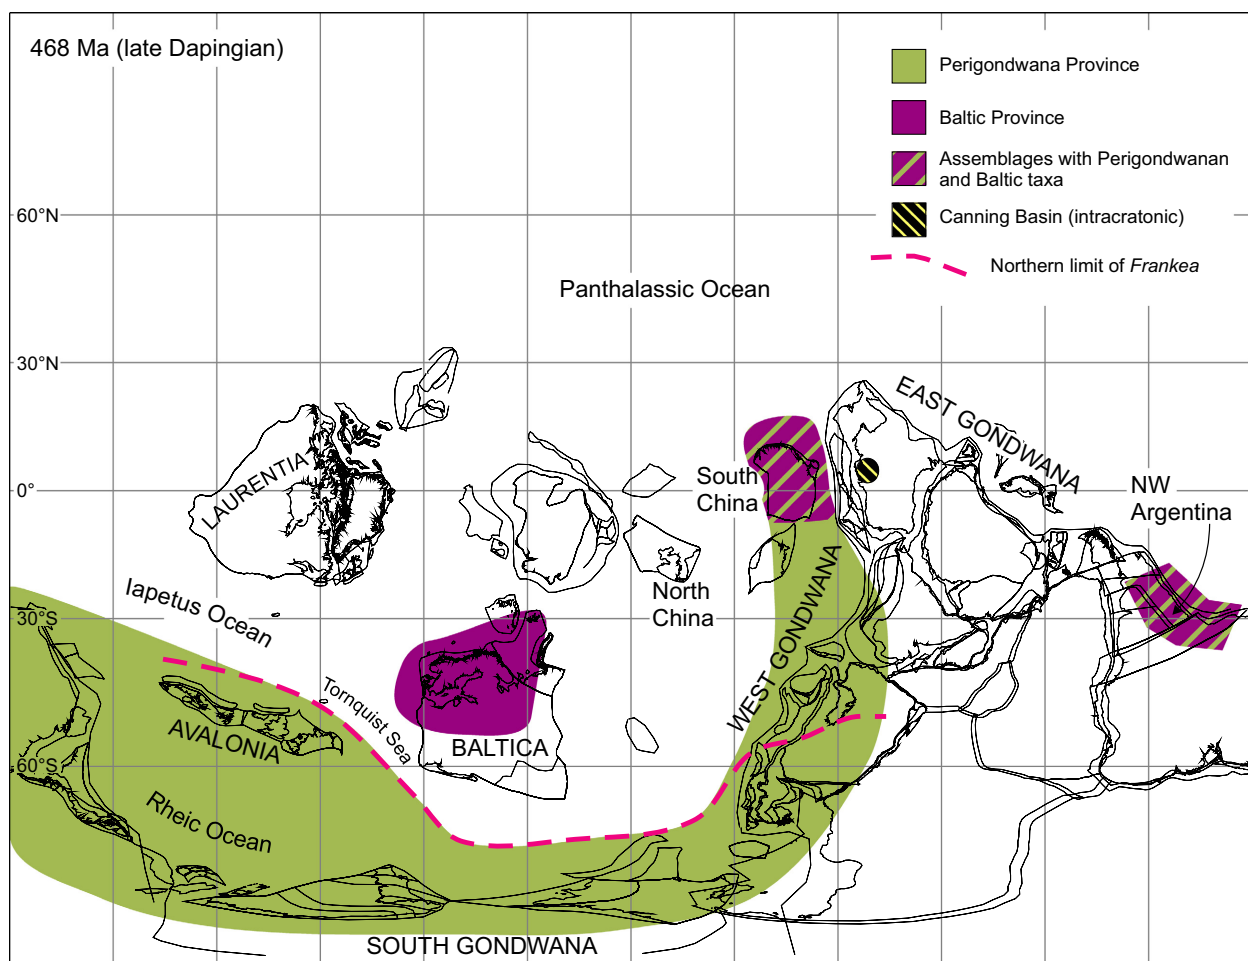 468 Ma (late Dapingian)
Perigondwana Province
Baltic Province
Assemblages with Perigondwanan
and Baltic taxa
Canning Basin (intracratonic)
Northern limit of Frankea
60°N
Panthalassic Ocean
30°N
EAST GONDWANA
LAURENTIA
South
China
NW
Argentina
0°
North
China
Iapetus Ocean
30°S
WEST GONDWANA
Tornquist Sea
AVALONIA
BALTICA
60°S
Rheic Ocean
SOUTH GONDWANA